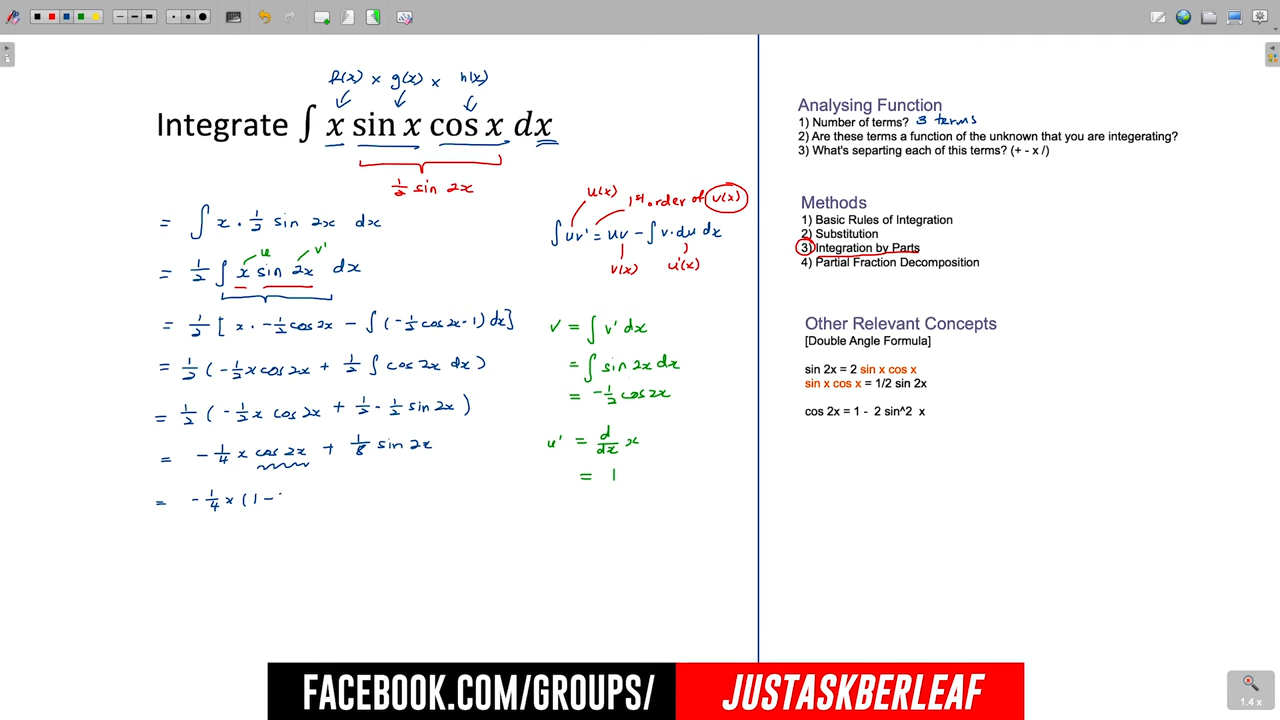 f(x) × g(x) × h(x)
Integrate ∫ x sin x cos x dx
1/2 sin 2x
= ∫ x · 1/2 sin 2x dx
u v'
= 1/2 ∫ x sin 2x dx
= 1/2 [ x · -1/2 cos 2x - ∫ (-1/2 cos 2x · 1) dx ]
= 1/2 ( -1/2 x cos 2x + 1/2 ∫ cos 2x dx )
= 1/2 ( -1/2 x cos 2x + 1/2 · 1/2 sin 2x )
= -1/4 x cos 2x + 1/8 sin 2x
= -1/4 x ( 1 -
u(x) 1st order of v(x)
∫ uv' = uv - ∫ v · du dx
v(x) u'(x)
v = ∫ v' dx
= ∫ sin 2x dx
= -1/2 cos 2x
u' = d/dx x
= 1
Analysing Function
1) Number of terms? 3 terms
2) Are these terms a function of the unknown that you are integerating?
3) What's separting each of this terms? (+ - x /)
Methods
1) Basic Rules of Integration
2) Substitution
3) Integration by Parts
4) Partial Fraction Decomposition
Other Relevant Concepts
[Double Angle Formula]
sin 2x = 2 sin x cos x
sin x cos x = 1/2 sin 2x
cos 2x = 1 - 2 sin^2 x
FACEBOOK.COM/GROUPS/ JUSTASKBERLEAF
1.4 x